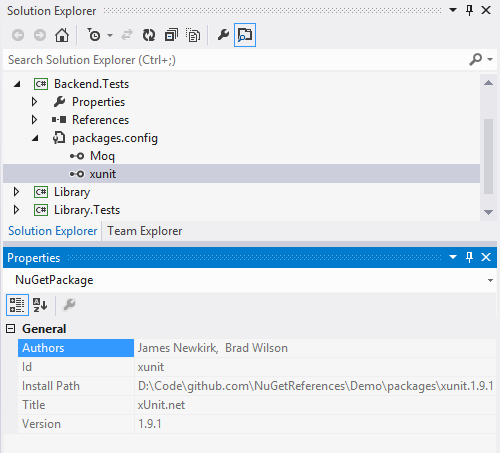 Solution Explorer
Search Solution Explorer (Ctrl+;)
C# Backend.Tests
Properties
References
packages.config
Moq
xunit
C# Library
C# Library.Tests
Solution Explorer Team Explorer
Properties
NuGetPackage
General
Authors James Newkirk, Brad Wilson
Id xunit
Install Path D:\Code\github.com\NuGetReferences\Demo\packages\xunit.1.9.1
Title xUnit.net
Version 1.9.1